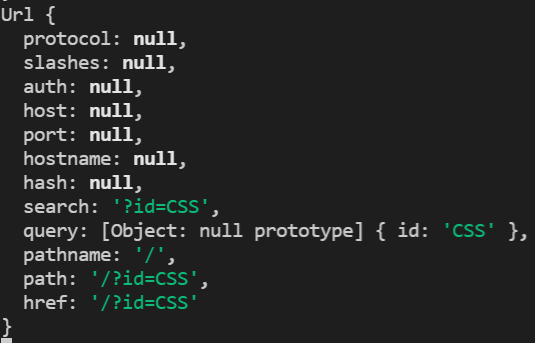 Url {
  protocol: null,
  slashes: null,
  auth: null,
  host: null,
  port: null,
  hostname: null,
  hash: null,
  search: '?id=CSS',
  query: [Object: null prototype] { id: 'CSS' },
  pathname: '/',
  path: '/?id=CSS',
  href: '/?id=CSS'
}